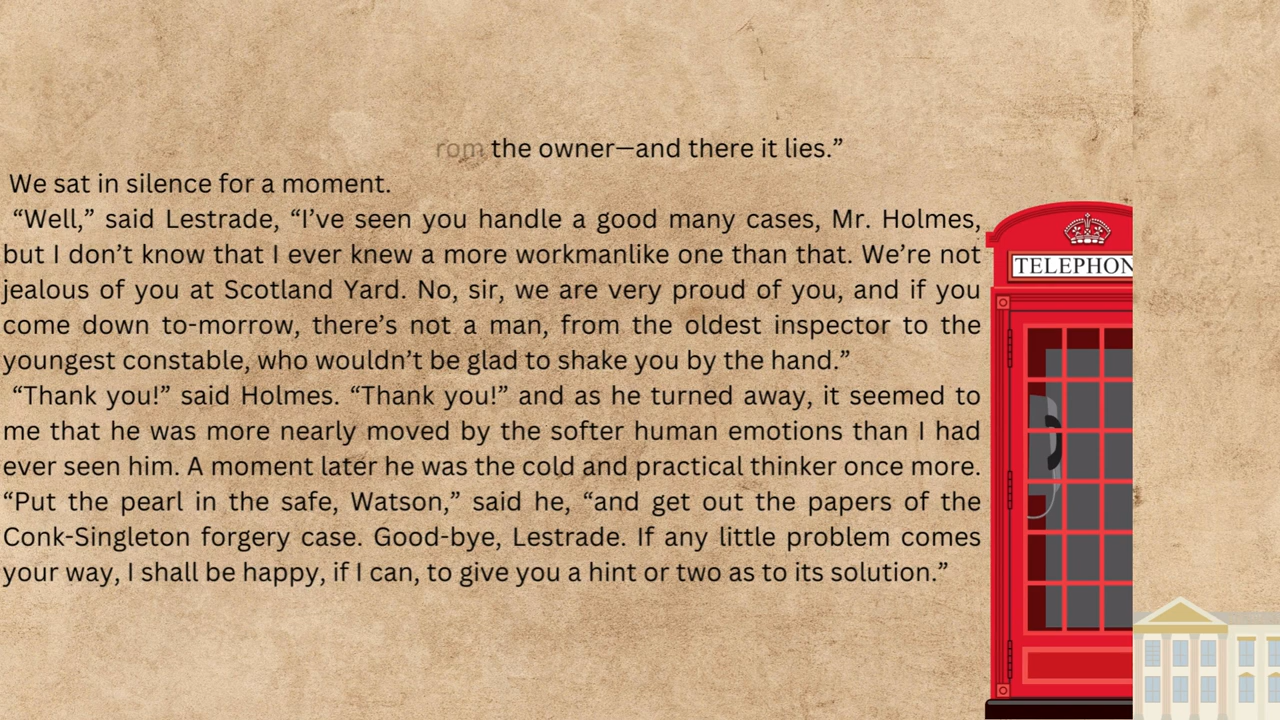 rom the owner—and there it lies.”
We sat in silence for a moment.
“Well,” said Lestrade, “I’ve seen you handle a good many cases, Mr. Holmes,
but I don’t know that I ever knew a more workmanlike one than that. We’re not
jealous of you at Scotland Yard. No, sir, we are very proud of you, and if you
come down to-morrow, there’s not a man, from the oldest inspector to the
youngest constable, who wouldn’t be glad to shake you by the hand.”
“Thank you!” said Holmes. “Thank you!” and as he turned away, it seemed to
me that he was more nearly moved by the softer human emotions than I had
ever seen him. A moment later he was the cold and practical thinker once more.
“Put the pearl in the safe, Watson,” said he, “and get out the papers of the
Conk-Singleton forgery case. Good-bye, Lestrade. If any little problem comes
your way, I shall be happy, if I can, to give you a hint or two as to its solution.”
TELEPHON